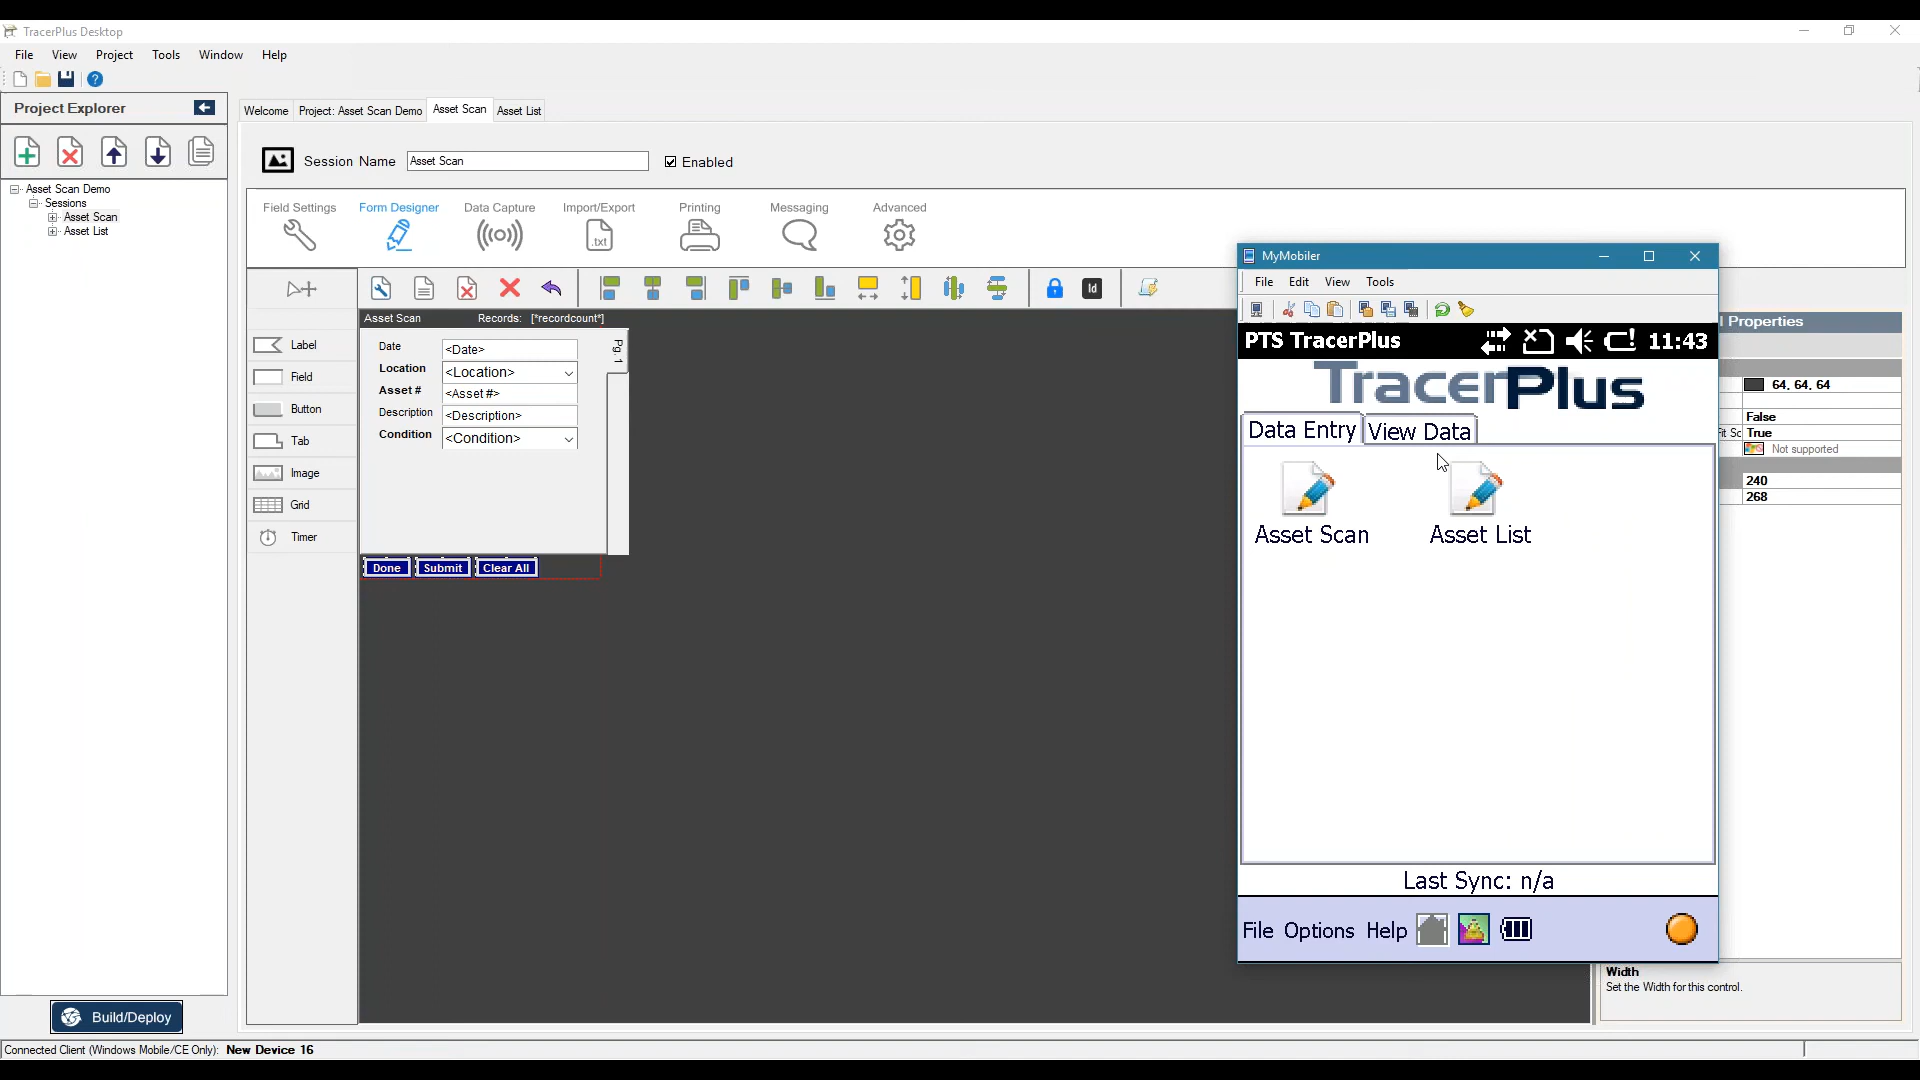 TracerPlus Desktop
File View Project Tools Window Help
Project Explorer
Asset Scan Demo
Sessions
Asset Scan
Asset List
Build/Deploy
Connected Client (Windows Mobile/CE Only): New Device 16
Welcome Project: Asset Scan Demo Asset Scan Asset List
Session Name Asset Scan Enabled
Field Settings Form Designer Data Capture Import/Export Printing Messaging Advanced
.txt
Id
Label
Field
Button
Tab
Image
Grid
Timer
Asset Scan Records: [*recordcount*]
Date <Date>
Location <Location>
Asset # <Asset #>
Description <Description>
Condition <Condition>
Pg. 1
Done Submit Clear All
MyMobiler
File Edit View Tools
PTS TracerPlus 11:43
TracerPlus
Data Entry View Data
Asset Scan Asset List
Last Sync: n/a
File Options Help
Properties
64, 64, 64
False
True
Not supported
240
268
Width
Set the Width for this control.